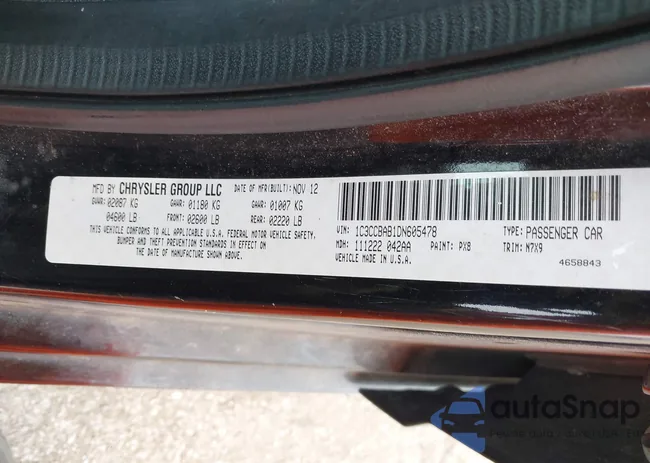 MFD BY CHRYSLER GROUP LLC DATE OF MFR(BUILT): NOV 12
GVWR: 02087 KG GAWR: 01180 KG GAWR: 01007 KG
04600 LB FRONT: 02600 LB REAR: 02220 LB
THIS VEHICLE CONFORMS TO ALL APPLICABLE U.S.A. FEDERAL MOTOR VEHICLE SAFETY,
BUMPER AND THEFT PREVENTION STANDARDS IN EFFECT ON
THE DATE OF MANUFACTURE SHOWN ABOVE.
VIN: 1C3CCBAB1DN605478 TYPE: PASSENGER CAR
MDH: 111222 042AA PAINT: PX8 TRIM: N7X9
VEHICLE MADE IN U.S.A. 4658843
autaSnap